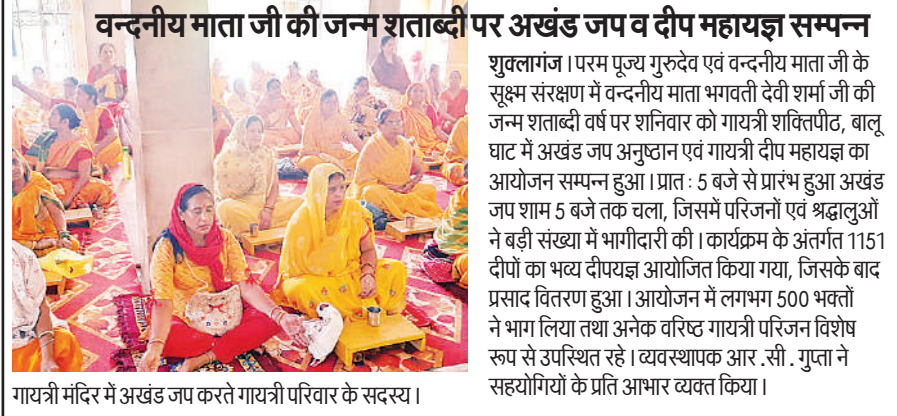 वन्दनीय माता जी की जन्म शताब्दी पर अखंड जप व दीप महायज्ञ सम्पन्न
शुक्लागंज। परम पूज्य गुरुदेव एवं वन्दनीय माता जी के
सूक्ष्म संरक्षण में वन्दनीय माता भगवती देवी शर्मा जी की
जन्म शताब्दी वर्ष पर शनिवार को गायत्री शक्तिपीठ, बालू
घाट में अखंड जप अनुष्ठान एवं गायत्री दीप महायज्ञ का
आयोजन सम्पन्न हुआ। प्रात : 5 बजे से प्रारंभ हुआ अखंड
जप शाम 5 बजे तक चला, जिसमें परिजनों एवं श्रद्धालुओं
ने बड़ी संख्या में भागीदारी की। कार्यक्रम के अंतर्गत 1151
दीपों का भव्य दीपयज्ञ आयोजित किया गया, जिसके बाद
प्रसाद वितरण हुआ। आयोजन में लगभग 500 भक्तों
ने भाग लिया तथा अनेक वरिष्ठ गायत्री परिजन विशेष
रूप से उपस्थित रहे। व्यवस्थापक आर .सी . गुप्ता ने
सहयोगियों के प्रति आभार व्यक्त किया।
गायत्री मंदिर में अखंड जप करते गायत्री परिवार के सदस्य।